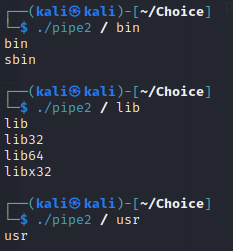 ┌──(kali㉿kali)-[~/Choice]
└─$ ./pipe2 / bin
bin
sbin
┌──(kali㉿kali)-[~/Choice]
└─$ ./pipe2 / lib
lib
lib32
lib64
libx32
┌──(kali㉿kali)-[~/Choice]
└─$ ./pipe2 / usr
usr